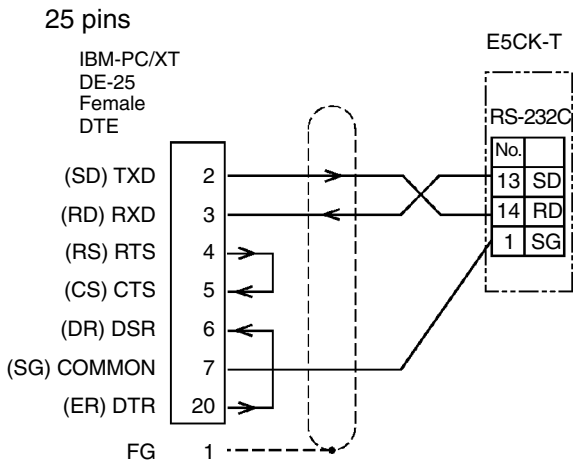 25 pins
IBM-PC/XT
DE-25
Female
DTE
E5CK-T
RS-232C
No.
(SD) TXD 2
13 SD
(RD) RXD 3
14 RD
(RS) RTS 4
1 SG
(CS) CTS 5
(DR) DSR 6
(SG) COMMON 7
(ER) DTR 20
FG 1